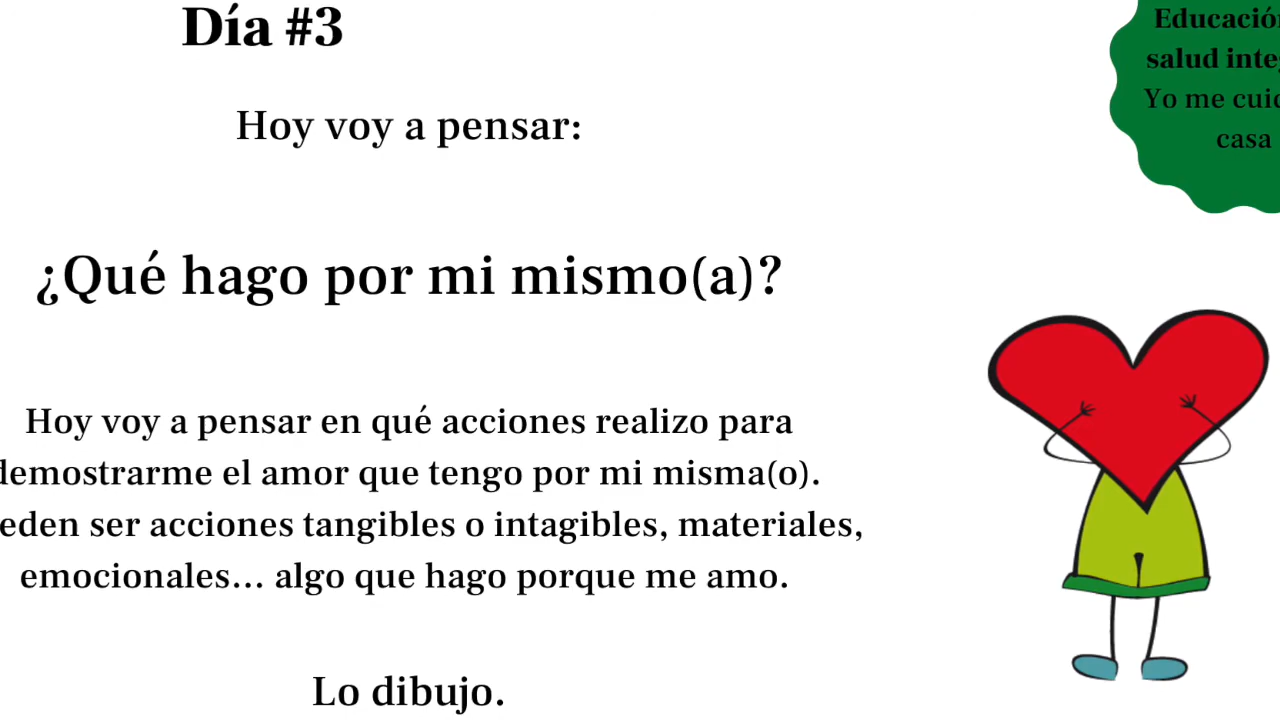 Día #3
Hoy voy a pensar:
¿Qué hago por mi mismo(a)?
Hoy voy a pensar en qué acciones realizo para
demostrarme el amor que tengo por mi misma(o).
eden ser acciones tangibles o intagibles, materiales,
emocionales... algo que hago porque me amo.
Lo dibujo.
Educación
salud inte
Yo me cuid
casa